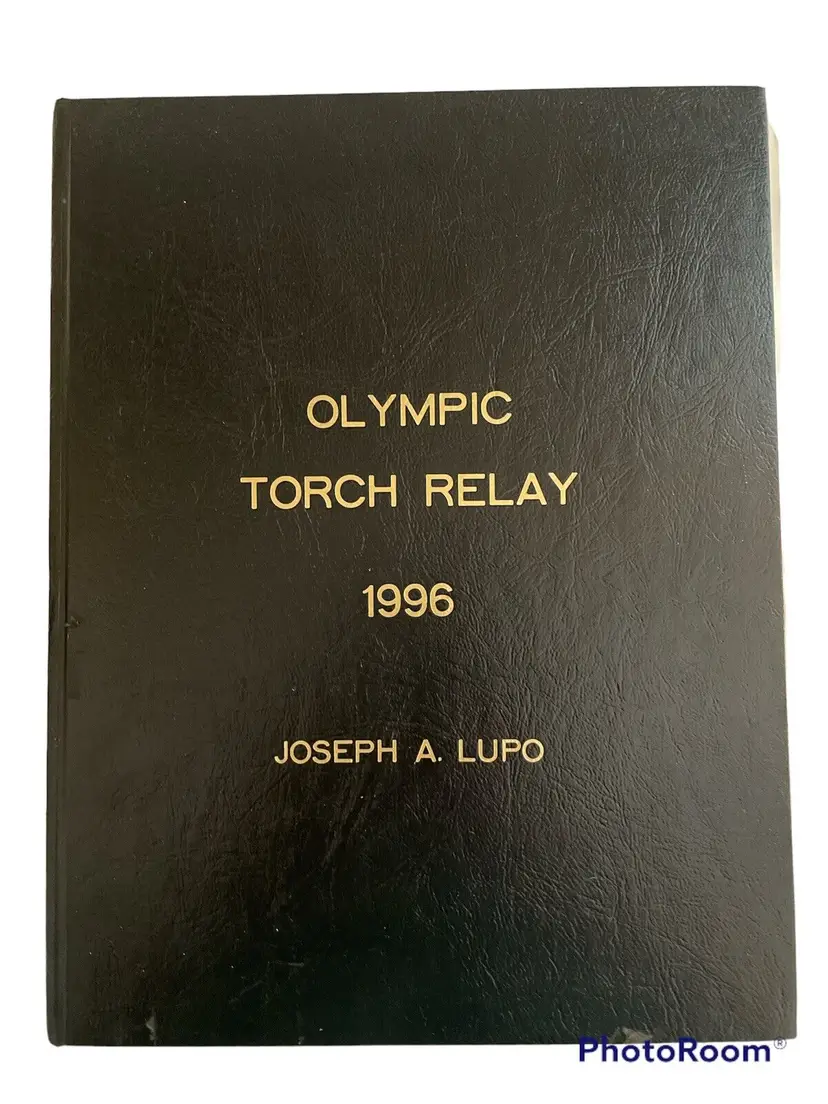 OLYMPIC
TORCH RELAY
1996
JOSEPH A. LUPO
PhotoRoom®